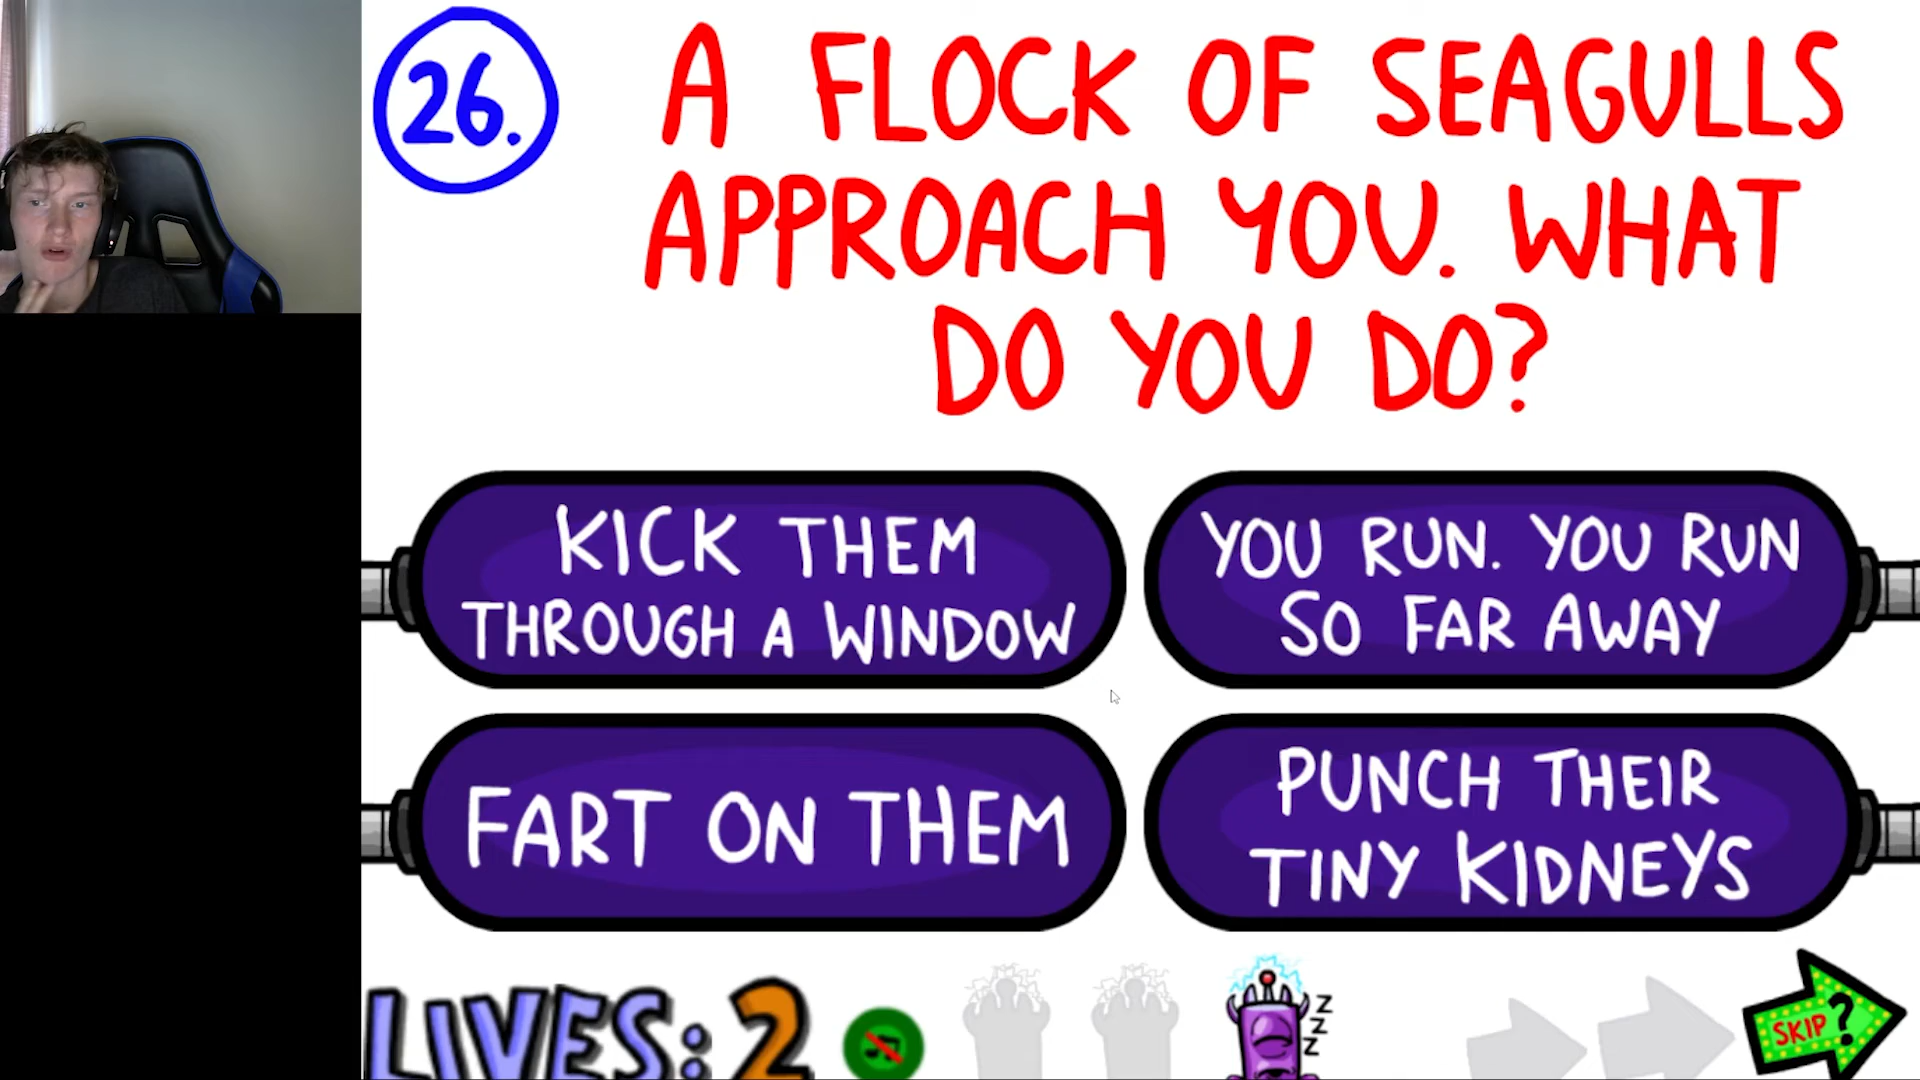 26.
A FLOCK OF SEAGULLS
APPROACH YOU. WHAT
DO YOU DO?
KICK THEM
THROUGH A WINDOW
YOU RUN. YOU RUN
SO FAR AWAY
FART ON THEM
PUNCH THEIR
TINY KIDNEYS
LIVES: 2
Z
Z
Z
SKIP?